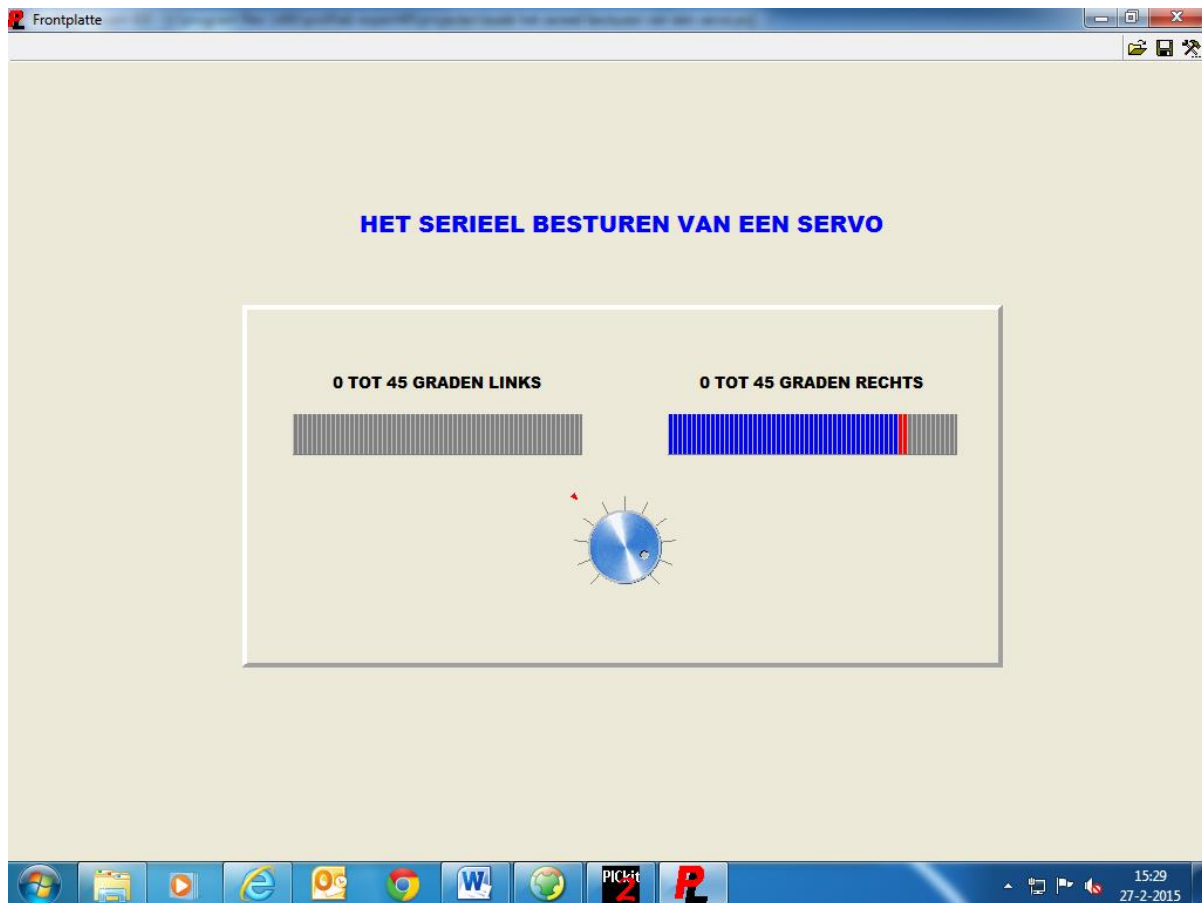 Frontplatte
HET SERIEEL BESTUREN VAN EEN SERVO
0 TOT 45 GRADEN LINKS
0 TOT 45 GRADEN RECHTS
PICkit
2
15:29
27-2-2015